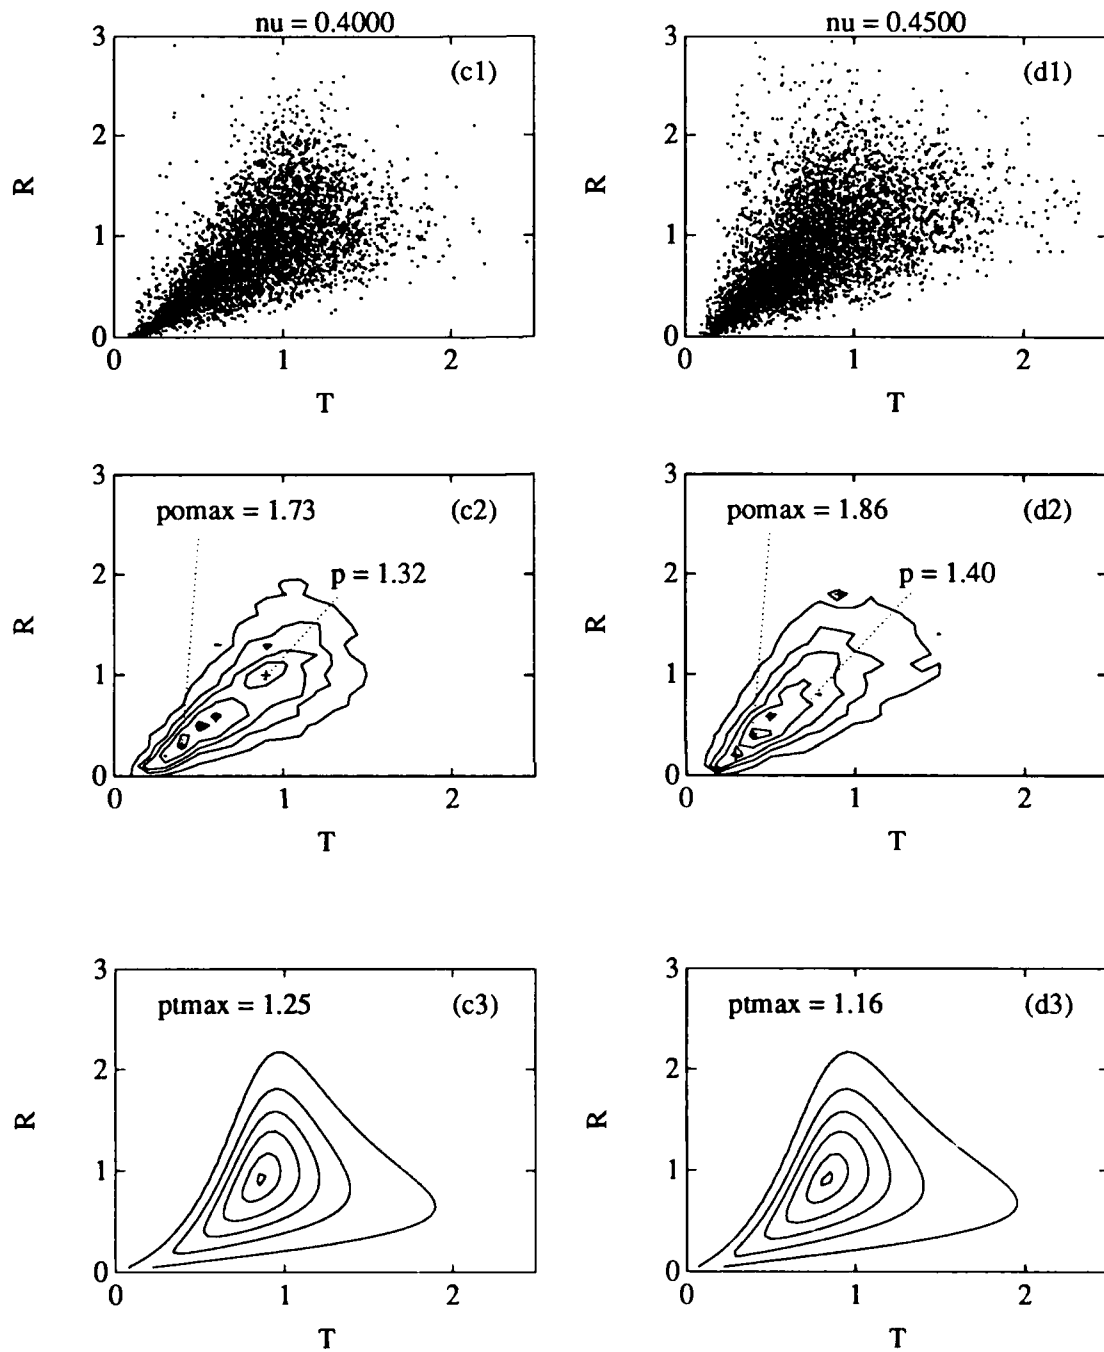 nu = 0.4000
nu = 0.4500
3
(c1)
2
R
1
0
0 1 2
T
3
(d1)
2
R
1
0
0 1 2
T
3
pomax = 1.73
(c2)
2
p = 1.32
R
1
0
0 1 2
T
3
pomax = 1.86
(d2)
2
p = 1.40
R
1
0
0 1 2
T
3
ptmax = 1.25
(c3)
2
R
1
0
0 1 2
T
3
ptmax = 1.16
(d3)
2
R
1
0
0 1 2
T